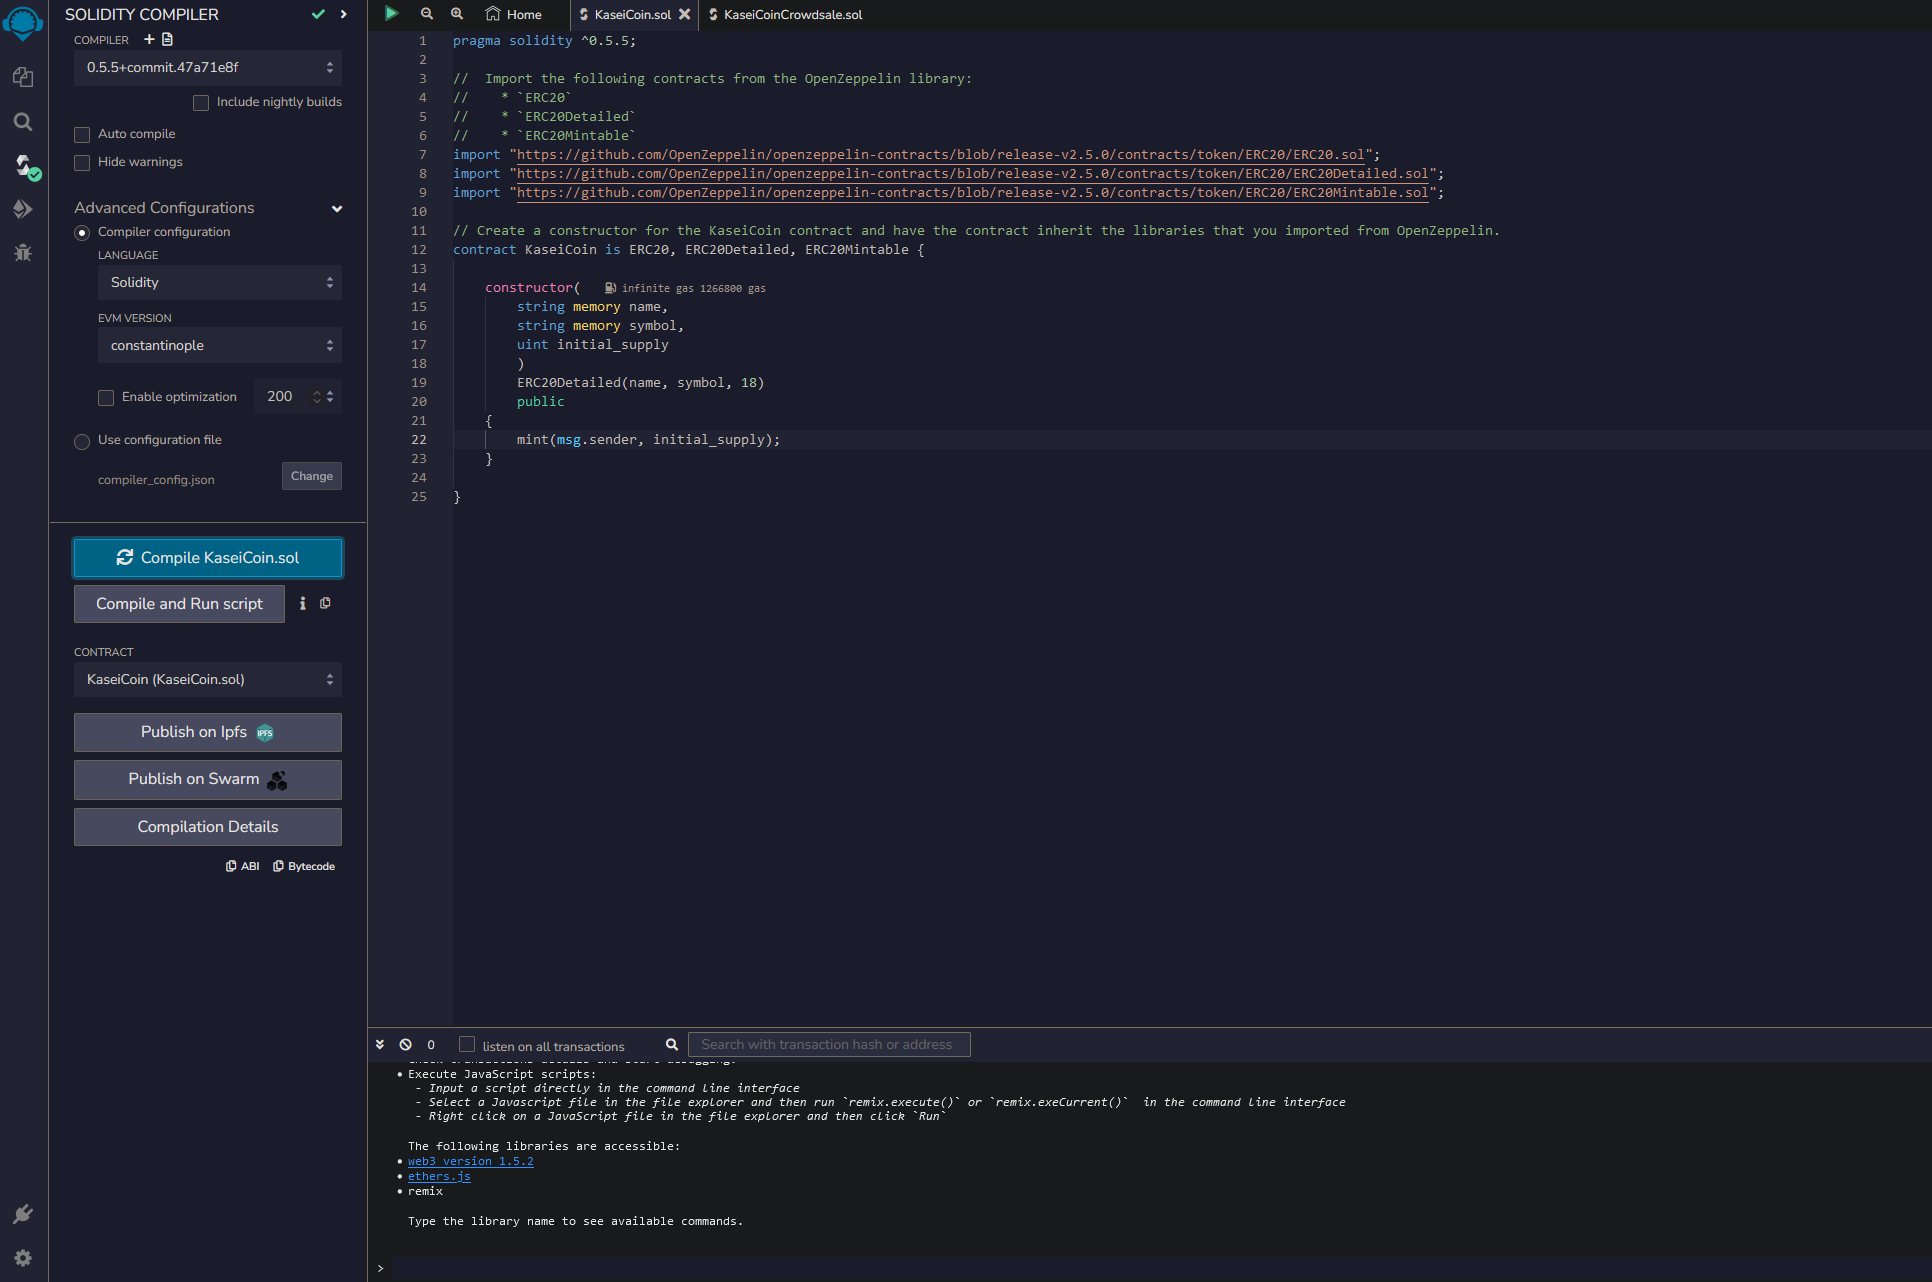 SOLIDITY COMPILER
COMPILER
0.5.5+commit.47a71e8f
Include nightly builds
Auto compile
Hide warnings
Advanced Configurations
Compiler configuration
LANGUAGE
Solidity
EVM VERSION
constantinople
Enable optimization 200
Use configuration file
compiler_config.json Change
Compile KaseiCoin.sol
Compile and Run script
CONTRACT
KaseiCoin (KaseiCoin.sol)
Publish on Ipfs IPFS
Publish on Swarm
Compilation Details
ABI Bytecode
Home KaseiCoin.sol KaseiCoinCrowdsale.sol
1 pragma solidity ^0.5.5;
2
3 //  Import the following contracts from the OpenZeppelin library:
4 //    * `ERC20`
5 //    * `ERC20Detailed`
6 //    * `ERC20Mintable`
7 import "https://github.com/OpenZeppelin/openzeppelin-contracts/blob/release-v2.5.0/contracts/token/ERC20/ERC20.sol";
8 import "https://github.com/OpenZeppelin/openzeppelin-contracts/blob/release-v2.5.0/contracts/token/ERC20/ERC20Detailed.sol";
9 import "https://github.com/OpenZeppelin/openzeppelin-contracts/blob/release-v2.5.0/contracts/token/ERC20/ERC20Mintable.sol";
10
11 // Create a constructor for the KaseiCoin contract and have the contract inherit the libraries that you imported from OpenZeppelin.
12 contract KaseiCoin is ERC20, ERC20Detailed, ERC20Mintable {
13
14     constructor( infinite gas 1266800 gas
15         string memory name,
16         string memory symbol,
17         uint initial_supply
18         )
19         ERC20Detailed(name, symbol, 18)
20         public
21     {
22         mint(msg.sender, initial_supply);
23     }
24
25 }
0 listen on all transactions Search with transaction hash or address
• Execute JavaScript scripts:
- Input a script directly in the command line interface
- Select a Javascript file in the file explorer and then run `remix.execute()` or `remix.exeCurrent()` in the command line interface
- Right click on a JavaScript file in the file explorer and then click `Run`
The following libraries are accessible:
• web3 version 1.5.2
• ethers.js
• remix
Type the library name to see available commands.
>